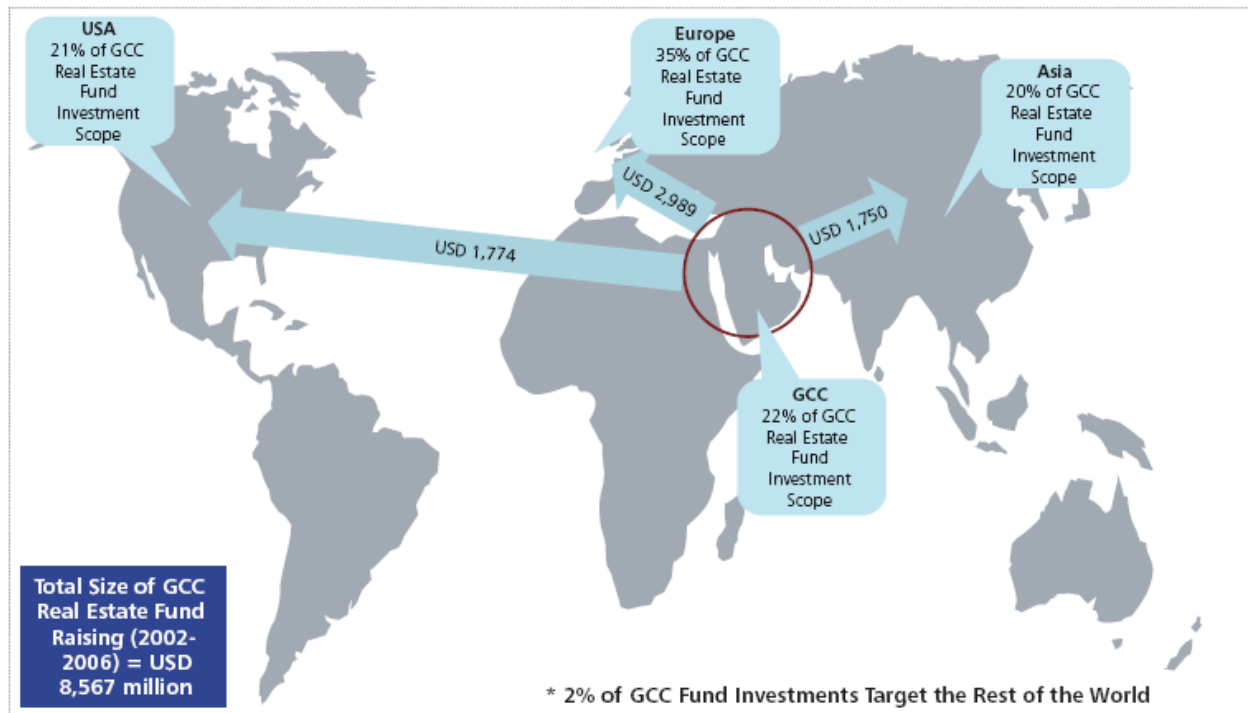 USA
21% of GCC
Real Estate
Fund
Investment
Scope
Europe
35% of GCC
Real Estate
Fund
Investment
Scope
Asia
20% of GCC
Real Estate
Fund
Investment
Scope
USD 2,989
USD 1,750
USD 1,774
GCC
22% of GCC
Real Estate
Fund
Investment
Scope
Total Size of GCC
Real Estate Fund
Raising (2002-
2006) = USD
8,567 million
* 2% of GCC Fund Investments Target the Rest of the World